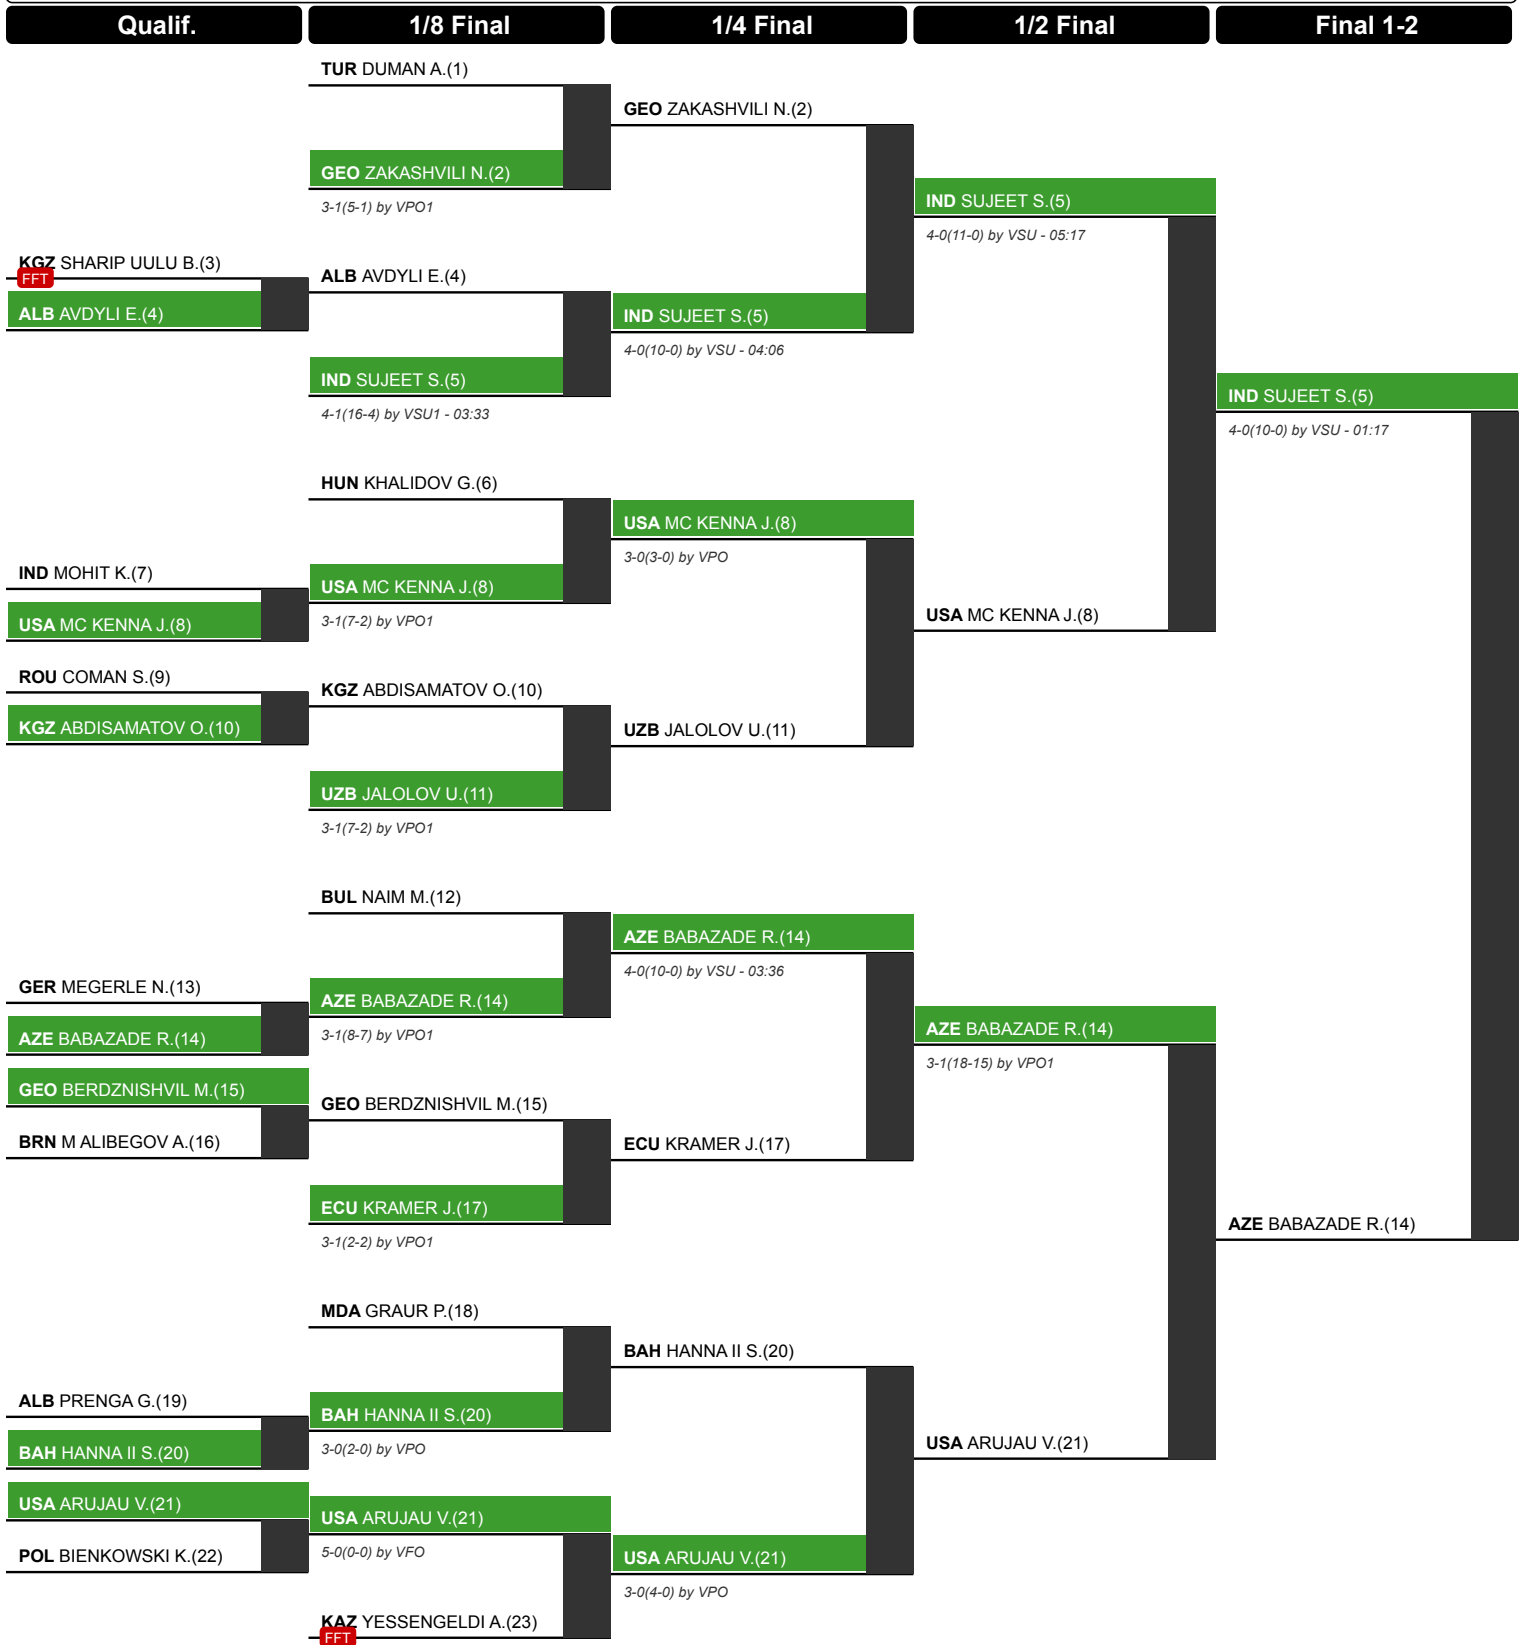 Qualif.
1/8 Final
1/4 Final
1/2 Final
Final 1-2
KGZ SHARIP UULU B.(3)
FFT
ALB AVDYLI E.(4)
IND MOHIT K.(7)
USA MC KENNA J.(8)
ROU COMAN S.(9)
KGZ ABDISAMATOV O.(10)
GER MEGERLE N.(13)
AZE BABAZADE R.(14)
GEO BERDZNISHVIL M.(15)
BRN M ALIBEGOV A.(16)
ALB PRENGA G.(19)
BAH HANNA II S.(20)
USA ARUJAU V.(21)
POL BIENKOWSKI K.(22)
TUR DUMAN A.(1)
GEO ZAKASHVILI N.(2)
3-1(5-1) by VPO1
ALB AVDYLI E.(4)
IND SUJEET S.(5)
4-1(16-4) by VSU1 - 03:33
HUN KHALIDOV G.(6)
USA MC KENNA J.(8)
3-1(7-2) by VPO1
KGZ ABDISAMATOV O.(10)
UZB JALOLOV U.(11)
3-1(7-2) by VPO1
BUL NAIM M.(12)
AZE BABAZADE R.(14)
3-1(8-7) by VPO1
GEO BERDZNISHVIL M.(15)
ECU KRAMER J.(17)
3-1(2-2) by VPO1
MDA GRAUR P.(18)
BAH HANNA II S.(20)
3-0(2-0) by VPO
USA ARUJAU V.(21)
5-0(0-0) by VFO
KAZ YESSENGELDI A.(23)
FFT
GEO ZAKASHVILI N.(2)
IND SUJEET S.(5)
4-0(10-0) by VSU - 04:06
USA MC KENNA J.(8)
3-0(3-0) by VPO
UZB JALOLOV U.(11)
AZE BABAZADE R.(14)
4-0(10-0) by VSU - 03:36
ECU KRAMER J.(17)
BAH HANNA II S.(20)
USA ARUJAU V.(21)
3-0(4-0) by VPO
IND SUJEET S.(5)
4-0(11-0) by VSU - 05:17
USA MC KENNA J.(8)
AZE BABAZADE R.(14)
3-1(18-15) by VPO1
USA ARUJAU V.(21)
IND SUJEET S.(5)
4-0(10-0) by VSU - 01:17
AZE BABAZADE R.(14)